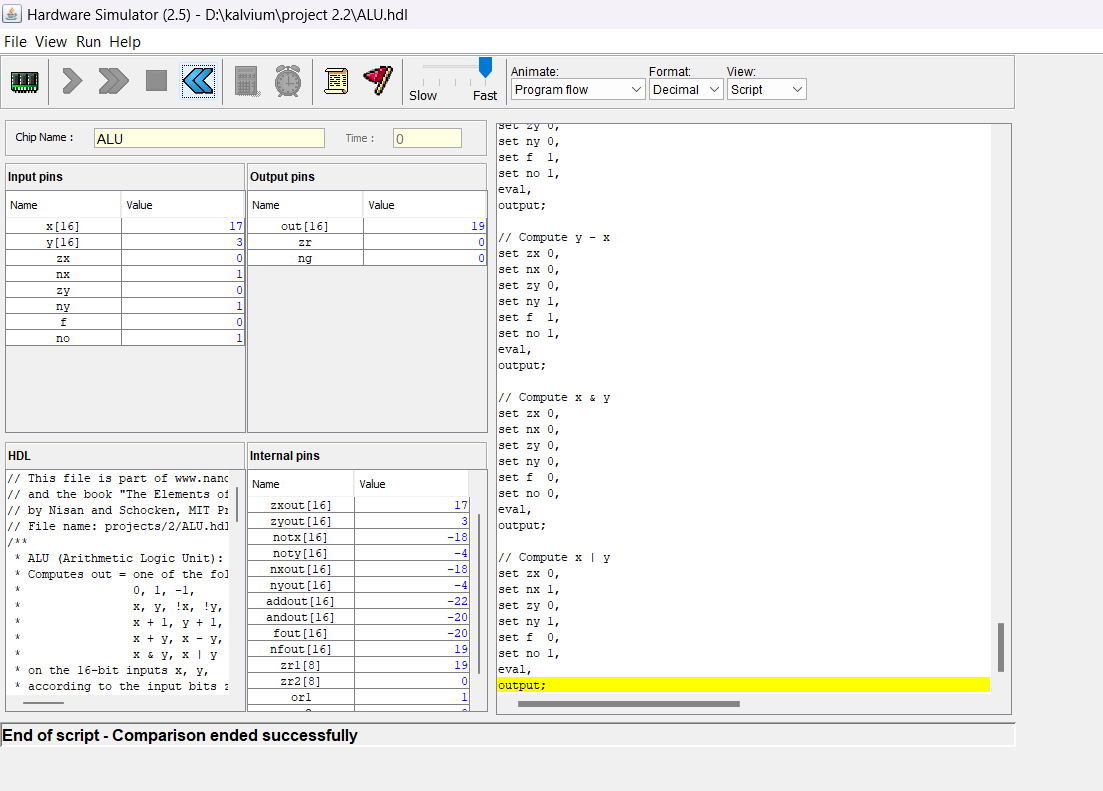 Hardware Simulator (2.5) - D:\kalvium\project 2.2\ALU.hdl
File View Run Help
Slow Fast
Animate: Format: View:
Program flow Decimal Script
Chip Name : ALU Time : 0
Input pins
Name Value
x[16] 17
y[16] 3
zx 0
nx 1
zy 0
ny 1
f 0
no 1
Output pins
Name Value
out[16] 19
zr 0
ng 0
HDL
// This file is part of www.nand
// and the book "The Elements of
// by Nisan and Schocken, MIT Pr
// File name: projects/2/ALU.hdl
/**
* ALU (Arithmetic Logic Unit):
* Computes out = one of the fol
* 0, 1, -1,
* x, y, !x, !y,
* x + 1, y + 1,
* x + y, x - y,
* x & y, x | y
* on the 16-bit inputs x, y,
* according to the input bits z
Internal pins
Name Value
zxout[16] 17
zyout[16] 3
notx[16] -18
noty[16] -4
nxout[16] -18
nyout[16] -4
addout[16] -22
andout[16] -20
fout[16] -20
nfout[16] 19
zr1[8] 19
zr2[8] 0
or1 1
set zy 0,
set ny 0,
set f 1,
set no 1,
eval,
output;
// Compute y - x
set zx 0,
set nx 0,
set zy 0,
set ny 1,
set f 1,
set no 1,
eval,
output;
// Compute x & y
set zx 0,
set nx 0,
set zy 0,
set ny 0,
set f 0,
set no 0,
eval,
output;
// Compute x | y
set zx 0,
set nx 1,
set zy 0,
set ny 1,
set f 0,
set no 1,
eval,
output;
End of script - Comparison ended successfully